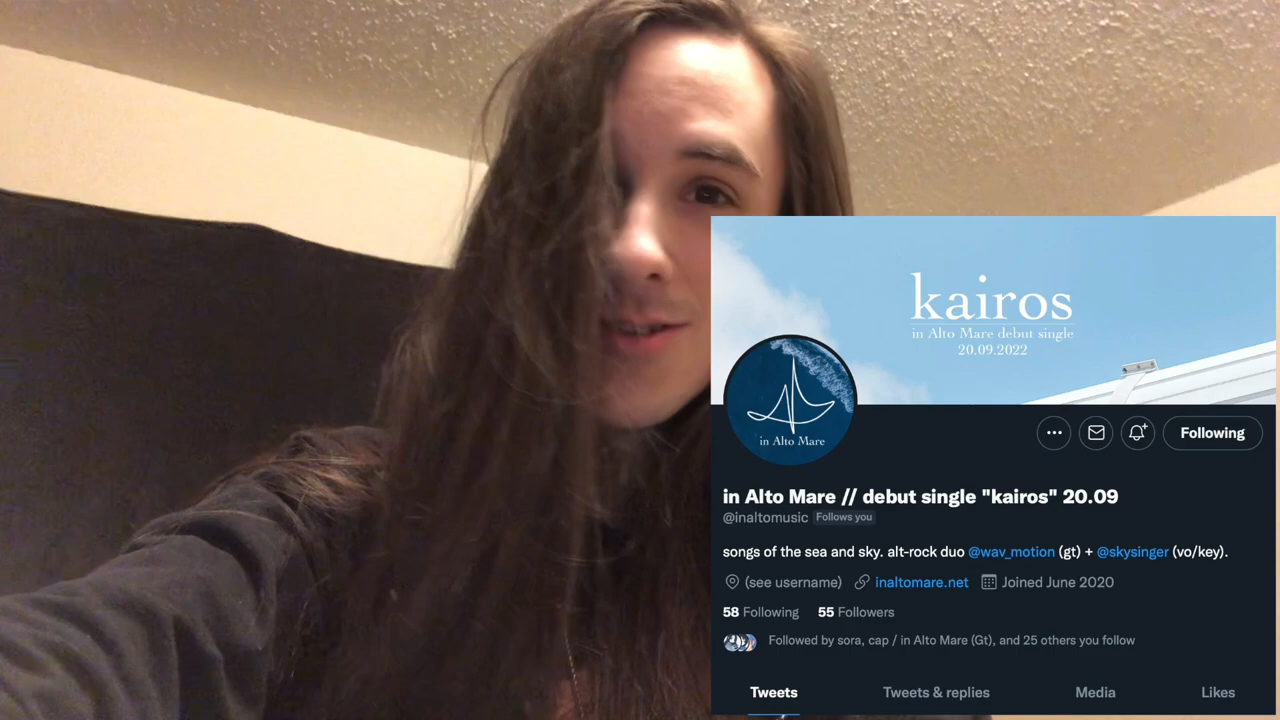 kairos
in Alto Mare debut single
20.09.2022
in Alto Mare
Following
in Alto Mare // debut single "kairos" 20.09
@inaltomusic Follows you
songs of the sea and sky. alt-rock duo @wav_motion (gt) + @skysinger (vo/key).
(see username) inaltomare.net Joined June 2020
58 Following 55 Followers
Followed by sora, cap / in Alto Mare (Gt), and 25 others you follow
Tweets Tweets & replies Media Likes